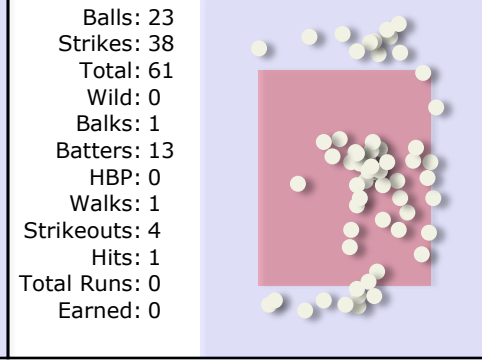 Balls: 23
Strikes: 38
Total: 61
Wild: 0
Balks: 1
Batters: 13
HBP: 0
Walks: 1
Strikeouts: 4
Hits: 1
Total Runs: 0
Earned: 0